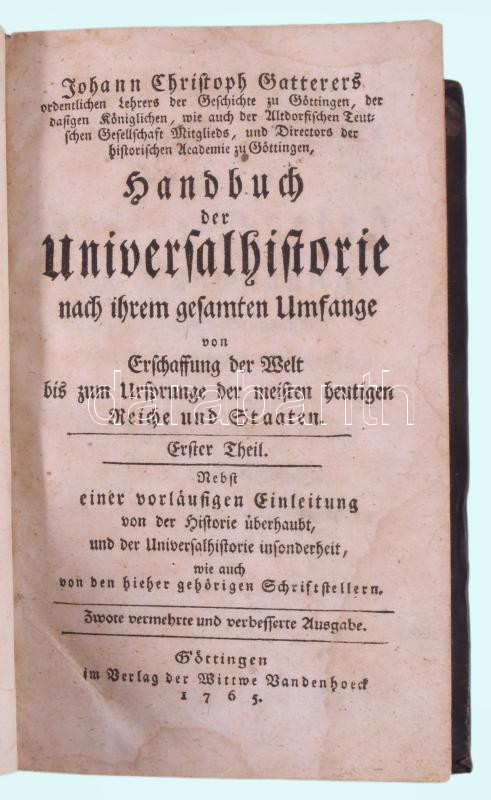 Johann Christoph Gatterers
ordentlichen Lehrers der Geschichte zu Göttingen, der
dasigen Königlichen, wie auch der Altdorfischen Teut-
schen Gesellschaft Mitglieds, und Directors der
historischen Academie zu Göttingen,
Handbuch
der
Universalhistorie
nach ihrem gesamten Umfange
von
Erschaffung der Welt
bis zum Ursprunge der meisten heutigen
darabanth
Reiche und Staaten.
Erster Theil.
Nebst
einer vorläufigen Einleitung
von der Historie überhaubt,
und der Universalhistorie insonderheit,
wie auch
von den hieher gehörigen Schriftstellern.
Zwote vermehrte und verbesserte Ausgabe.
Göttingen
im Verlag der Wittwe Vandenhoeck
1765.